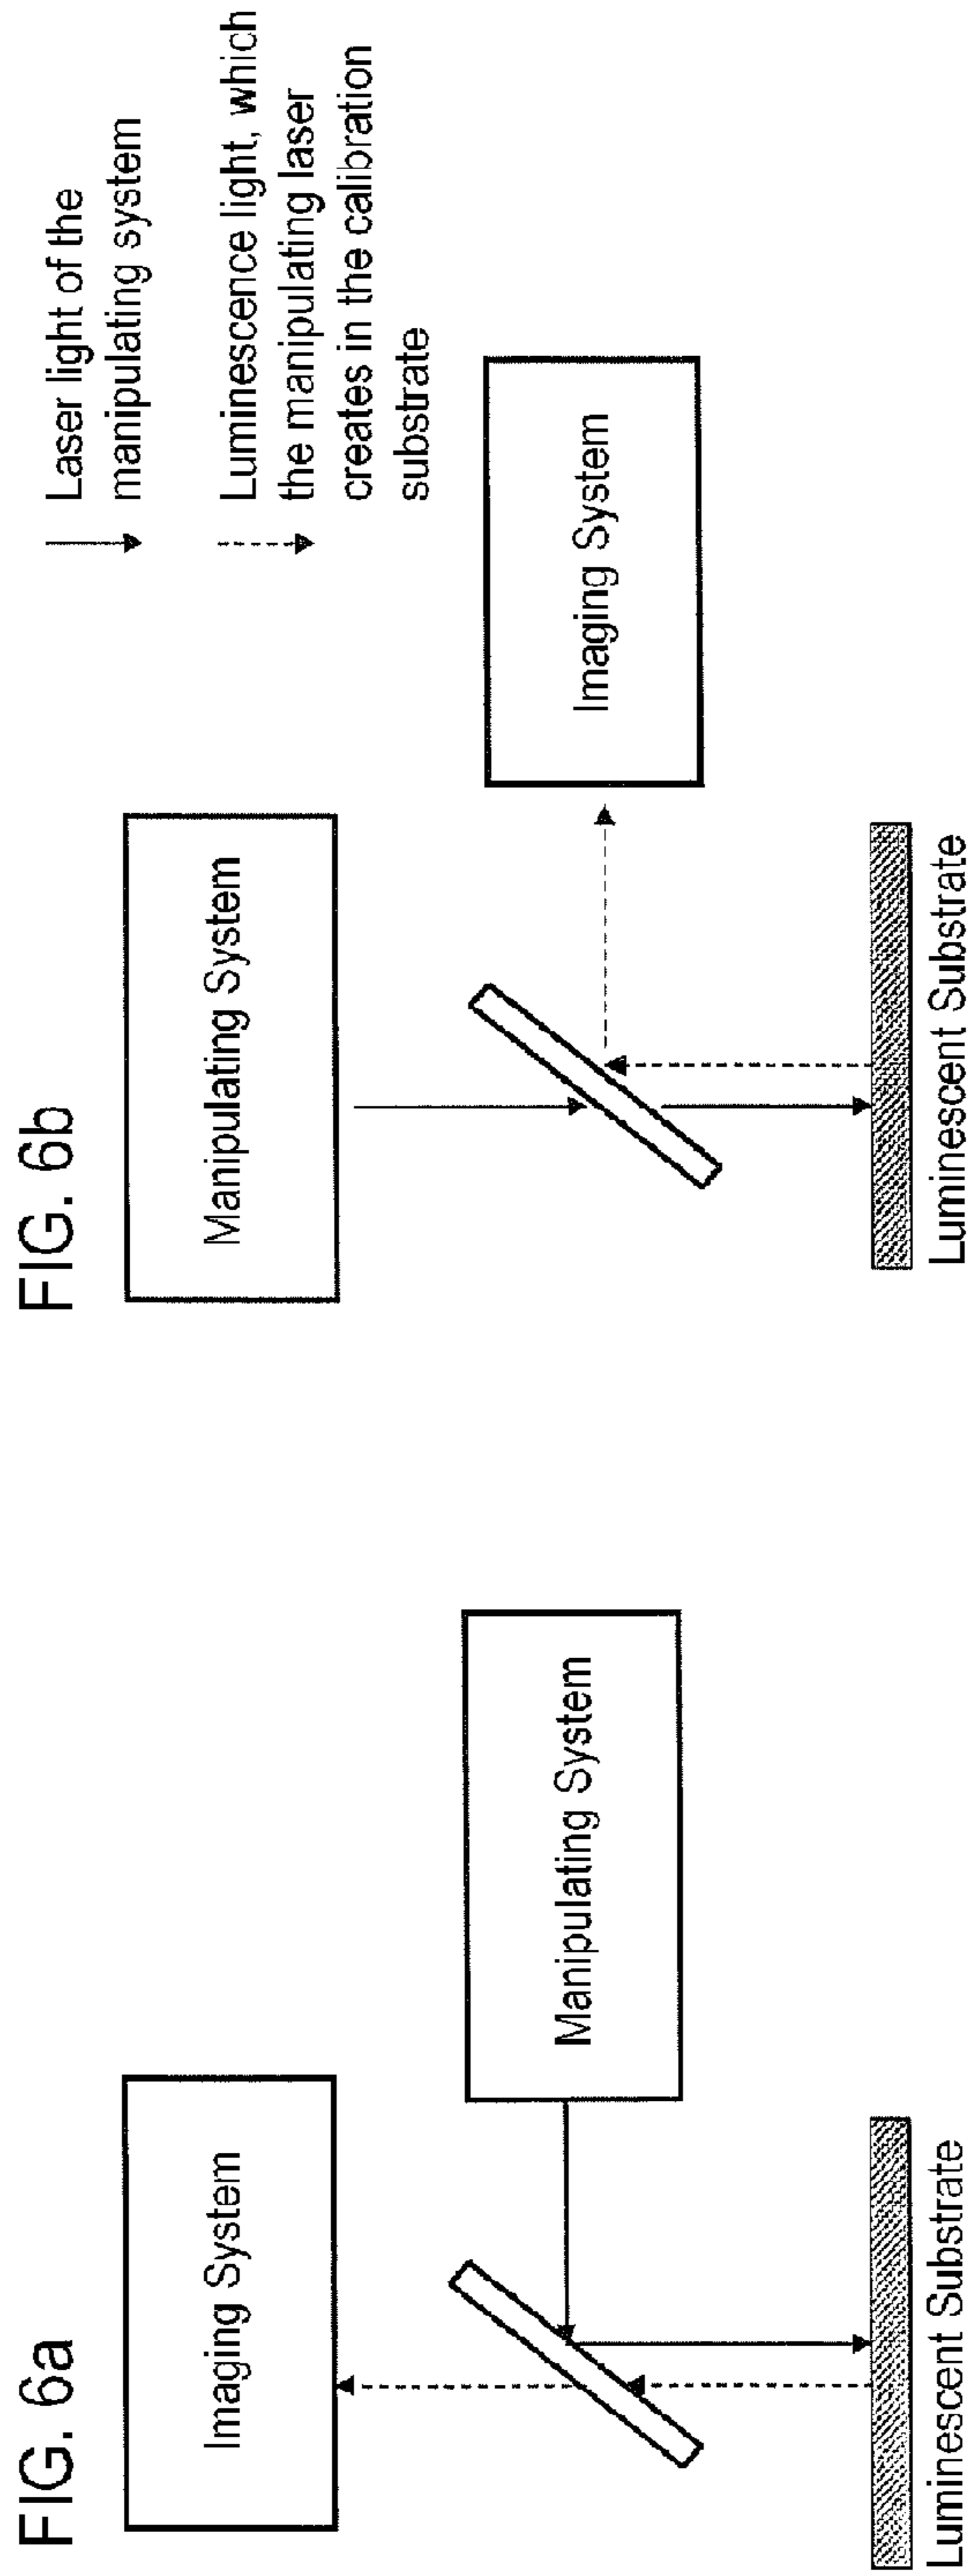 FIG. 6a
Imaging System
Manipulating System
Luminescent Substrate
FIG. 6b
Manipulating System
Imaging System
Luminescent Substrate
Laser light of the
manipulating system
Luminescence light, which
the manipulating laser
creates in the calibration
substrate